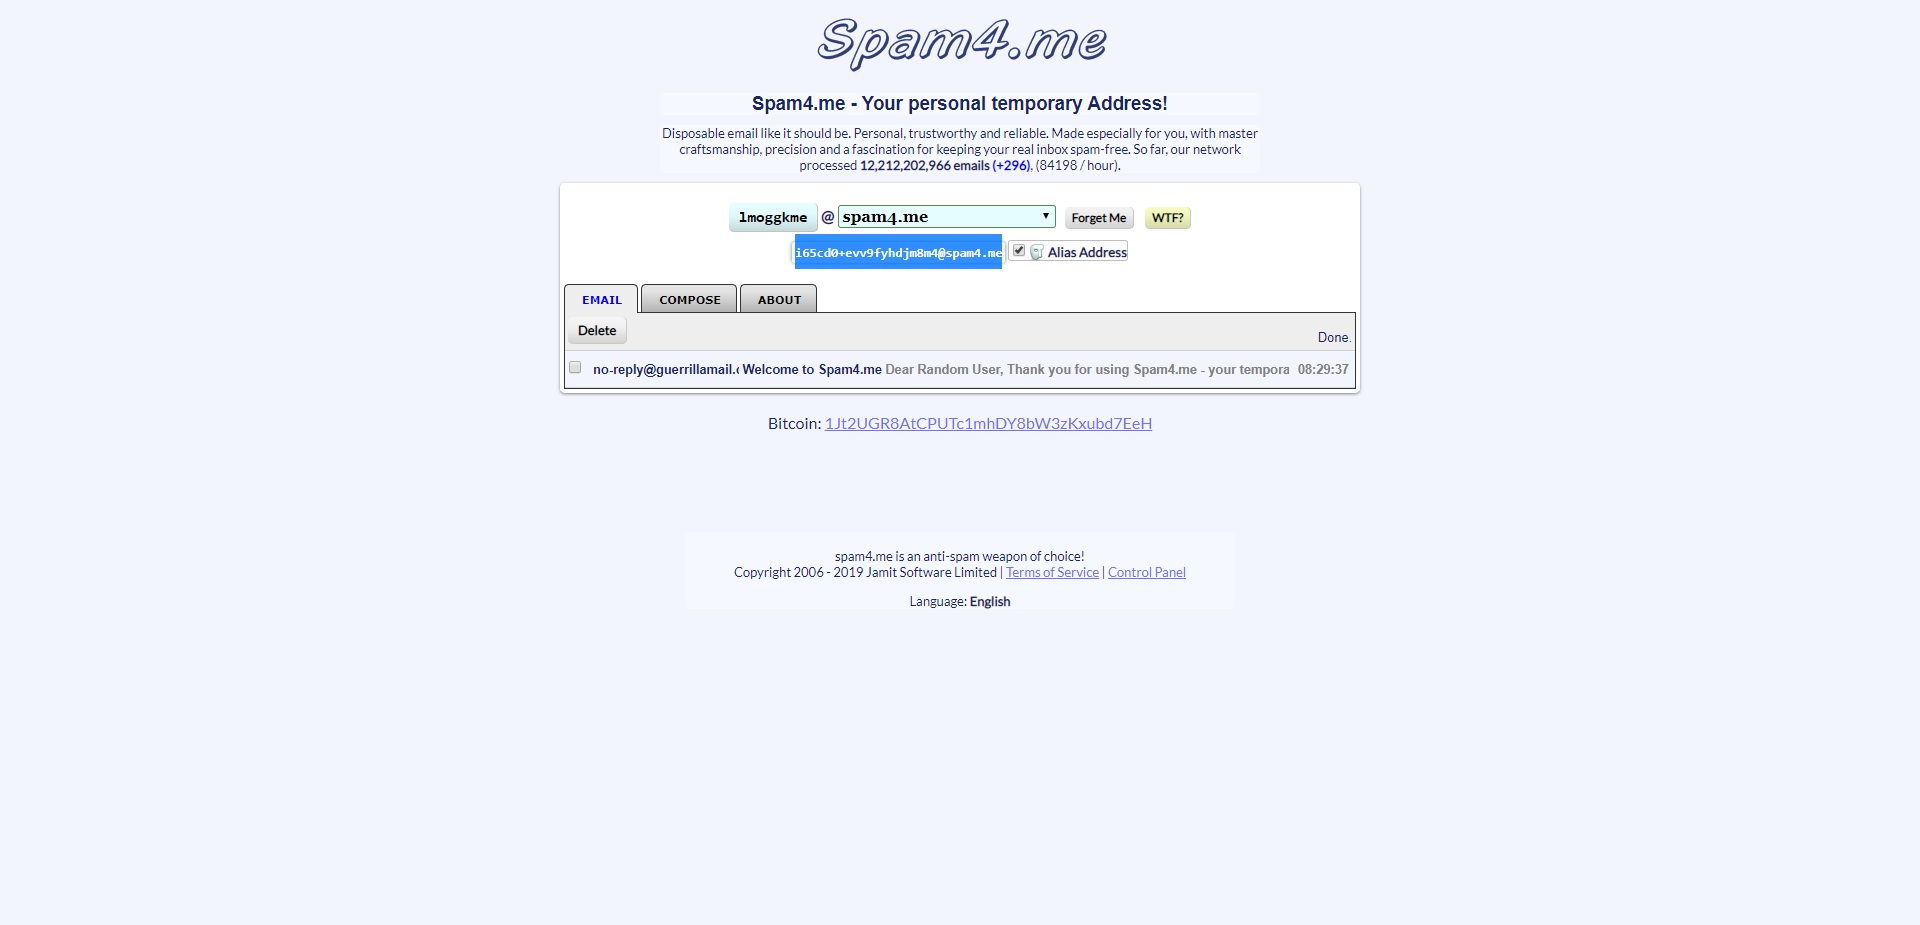 Spam4.me
Spam4.me - Your personal temporary Address!
Disposable email like it should be. Personal, trustworthy and reliable. Made especially for you, with master
craftsmanship, precision and a fascination for keeping your real inbox spam-free. So far, our network
processed 12,212,202,966 emails (+296), (84198 / hour).
lmoggkme @ spam4.me Forget Me WTF?
i65cd0+evv9fyhdjm8m4@spam4.me Alias Address
EMAIL COMPOSE ABOUT
Delete Done.
no-reply@guerrillamail.c Welcome to Spam4.me Dear Random User, Thank you for using Spam4.me - your tempora 08:29:37
Bitcoin: 1Jt2UGR8AtCPUTc1mhDY8bW3zKxubd7EeH
spam4.me is an anti-spam weapon of choice!
Copyright 2006 - 2019 Jamit Software Limited | Terms of Service | Control Panel
Language: English